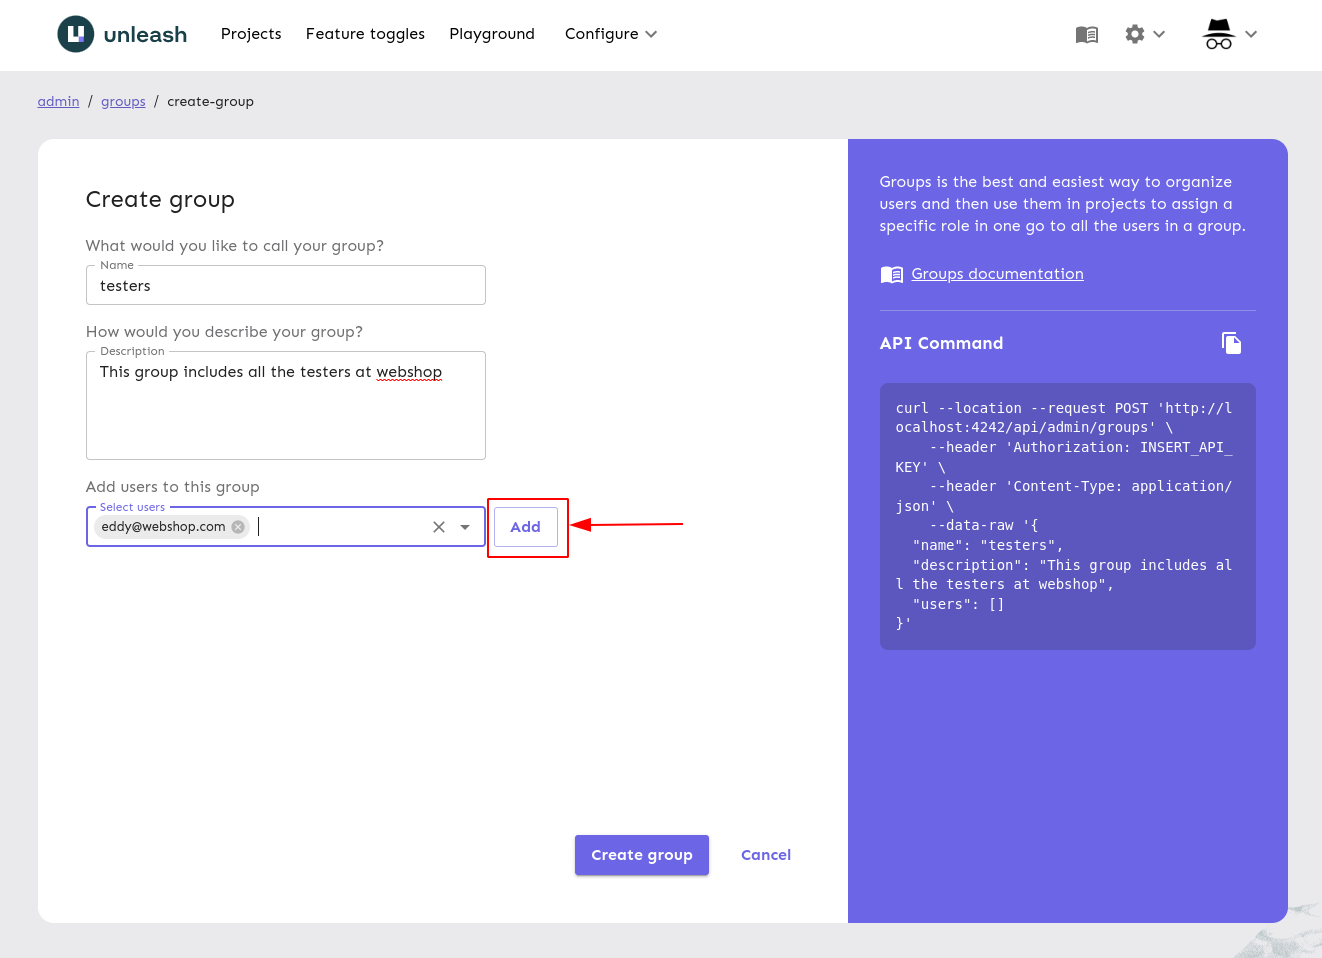 unleash
Projects
Feature toggles
Playground
Configure
admin / groups / create-group
Create group
What would you like to call your group?
Name
testers
How would you describe your group?
Description
This group includes all the testers at webshop
Add users to this group
Select users
eddy@webshop.com
Add
Create group
Cancel
Groups is the best and easiest way to organize
users and then use them in projects to assign a
specific role in one go to all the users in a group.
Groups documentation
API Command
curl --location --request POST 'http://l
ocalhost:4242/api/admin/groups' \
    --header 'Authorization: INSERT_API_
KEY' \
    --header 'Content-Type: application/
json' \
    --data-raw '{
  "name": "testers",
  "description": "This group includes al
l the testers at webshop",
  "users": []
}'